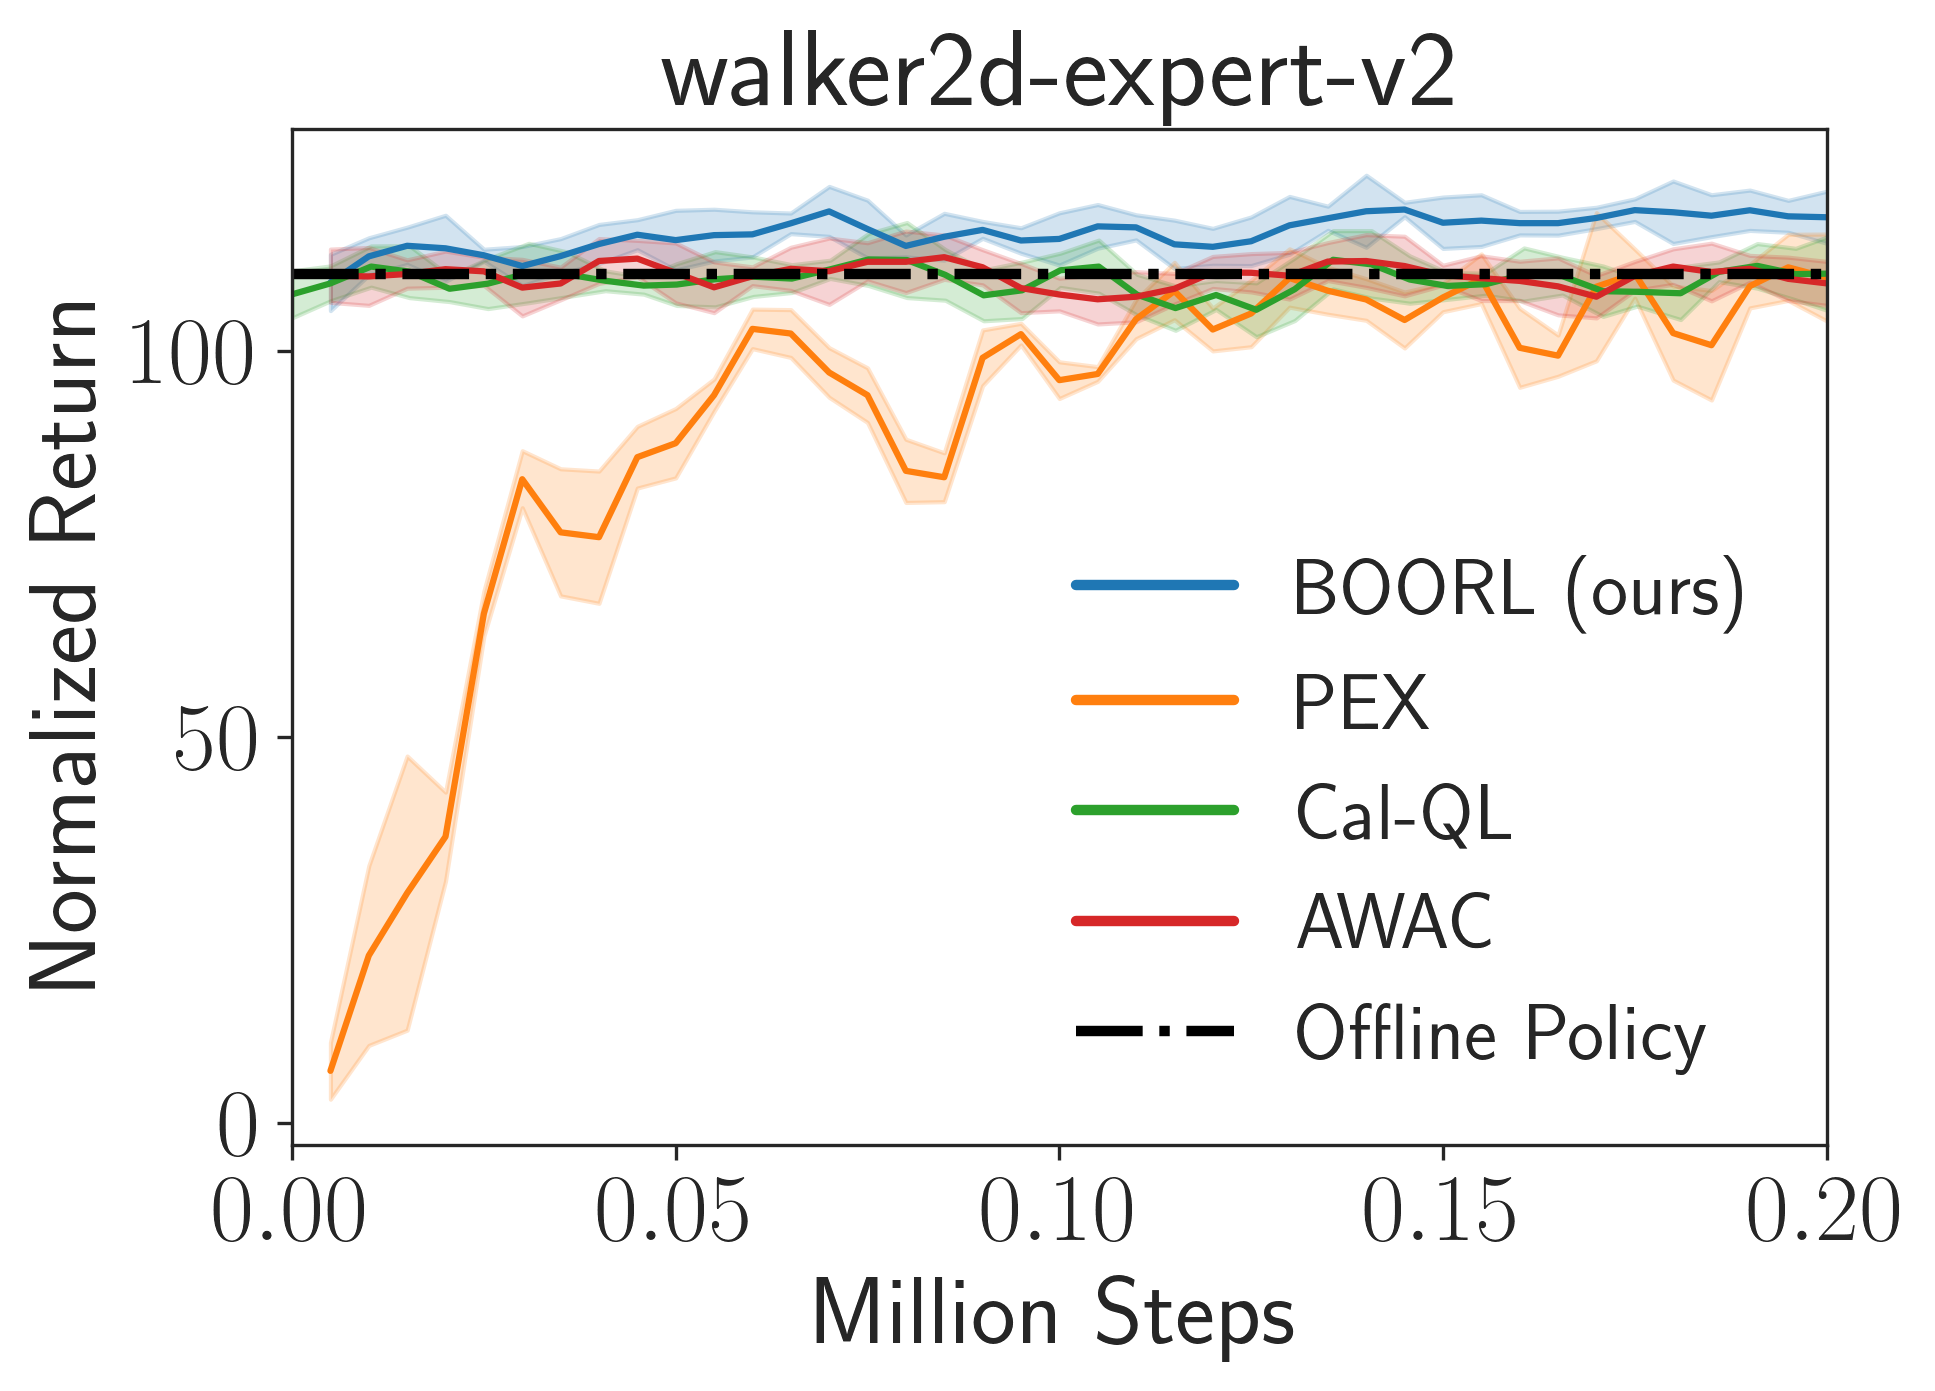 walker2d-expert-v2
Normalized Return
100
50
0
BOORL (ours)
PEX
Cal-QL
AWAC
Offline Policy
0.00 0.05 0.10 0.15 0.20
Million Steps